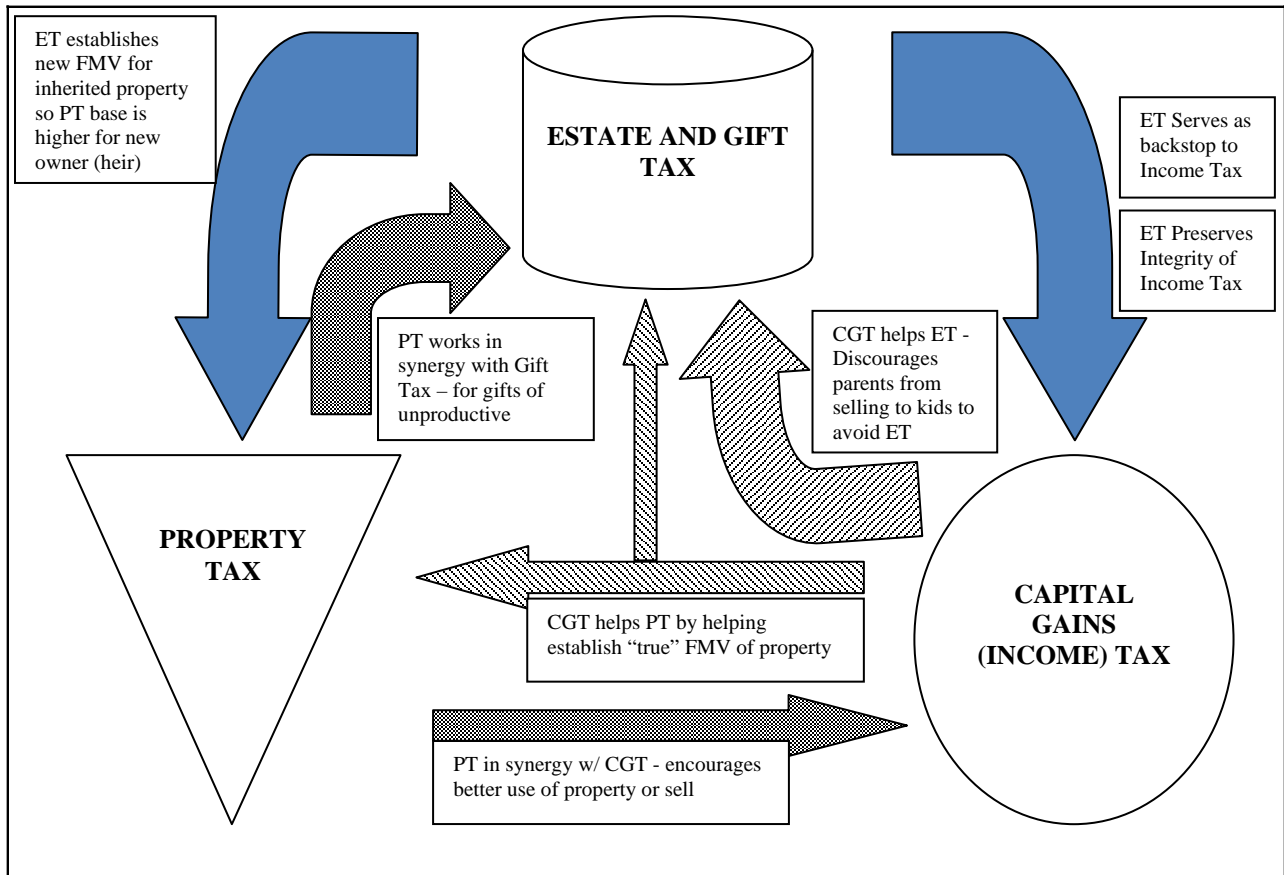 ET establishes
new FMV for
inherited property
so PT base is
higher for new
owner (heir)
ESTATE AND GIFT
TAX
ET Serves as
backstop to
Income Tax
ET Preserves
Integrity of
Income Tax
PT works in
synergy with Gift
Tax – for gifts of
unproductive
CGT helps ET -
Discourages
parents from
selling to kids to
avoid ET
PROPERTY
TAX
CGT helps PT by helping
establish “true” FMV of property
CAPITAL
GAINS
(INCOME) TAX
PT in synergy w/ CGT - encourages
better use of property or sell